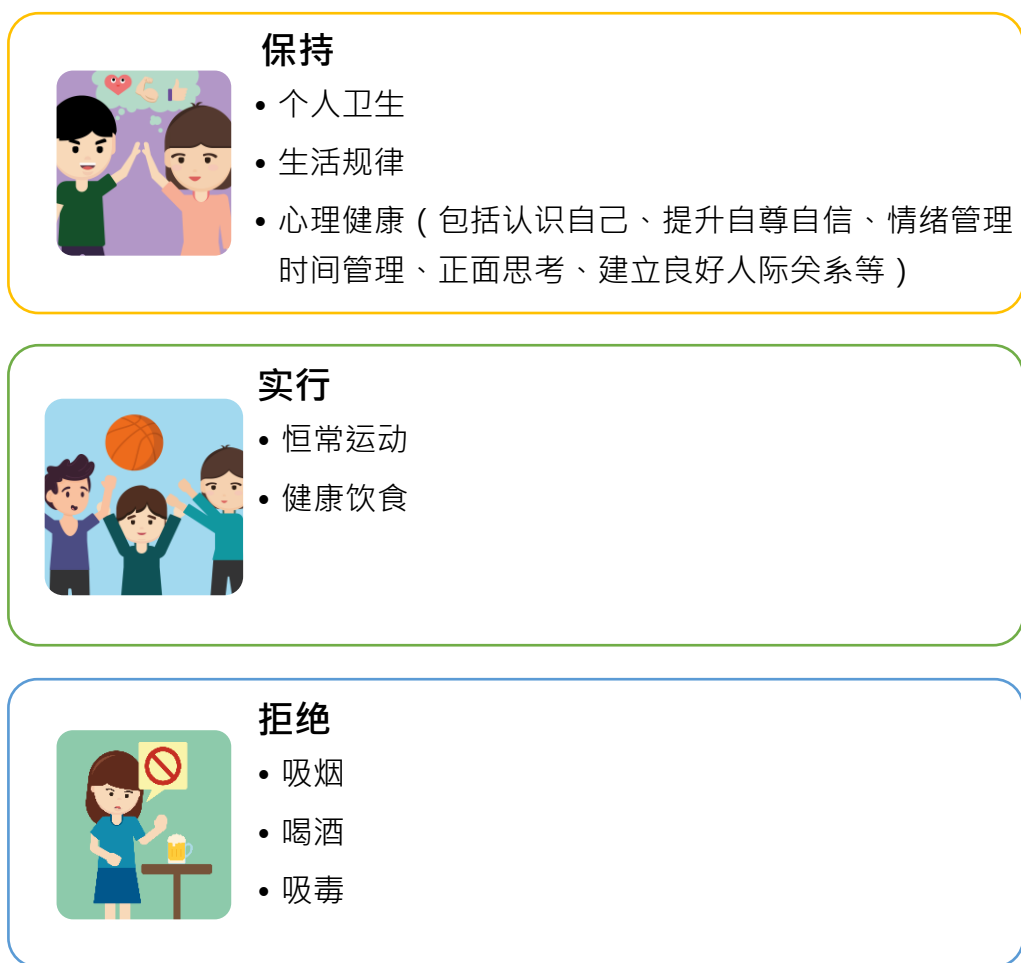 保持
• 个人卫生
• 生活规律
• 心理健康（包括认识自己、提升自尊自信、情绪管理
时间管理、正面思考、建立良好人际关系等）
实行
• 恒常运动
• 健康饮食
拒绝
• 吸烟
• 喝酒
• 吸毒